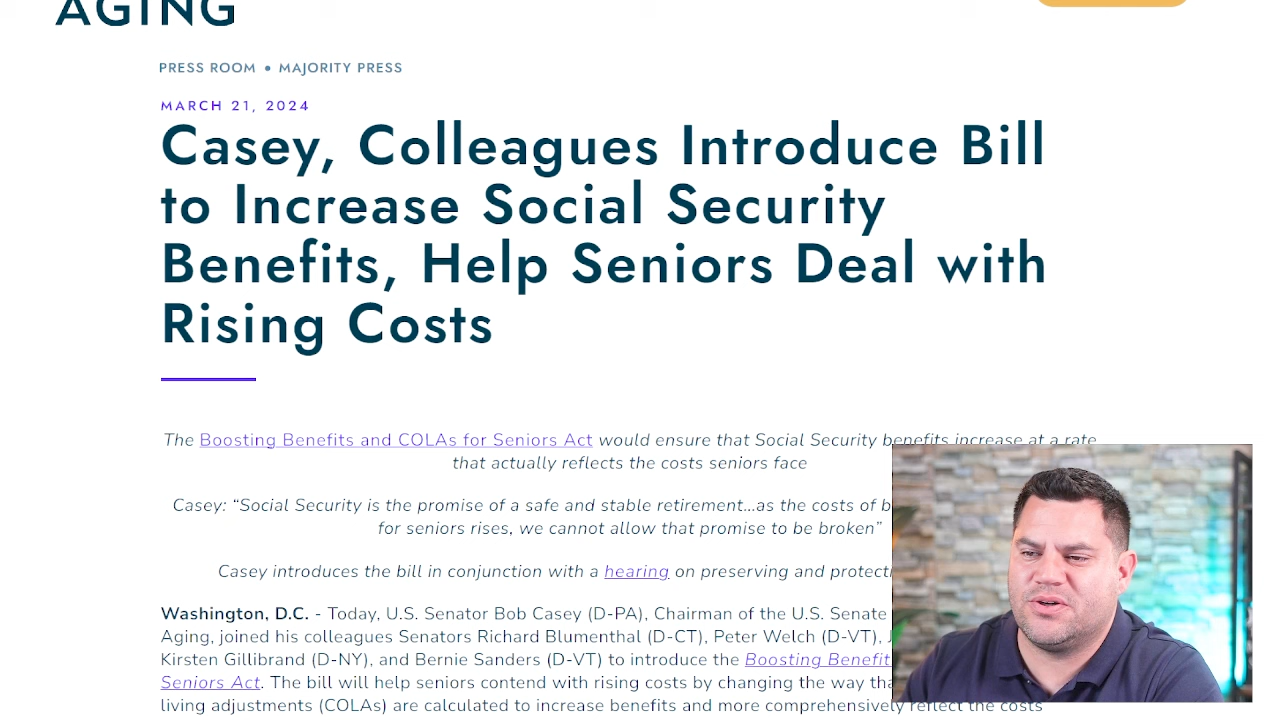 AGING
PRESS ROOM • MAJORITY PRESS
MARCH 21, 2024
Casey, Colleagues Introduce Bill
to Increase Social Security
Benefits, Help Seniors Deal with
Rising Costs
The Boosting Benefits and COLAs for Seniors Act would ensure that Social Security benefits increase at a rate
that actually reflects the costs seniors face
Casey: “Social Security is the promise of a safe and stable retirement...as the costs of b
for seniors rises, we cannot allow that promise to be broken”
Casey introduces the bill in conjunction with a hearing on preserving and protecti
Washington, D.C. - Today, U.S. Senator Bob Casey (D-PA), Chairman of the U.S. Senate
Aging, joined his colleagues Senators Richard Blumenthal (D-CT), Peter Welch (D-VT), J
Kirsten Gillibrand (D-NY), and Bernie Sanders (D-VT) to introduce the Boosting Benefit
Seniors Act. The bill will help seniors contend with rising costs by changing the way tha
living adjustments (COLAs) are calculated to increase benefits and more comprehensively reflect the costs